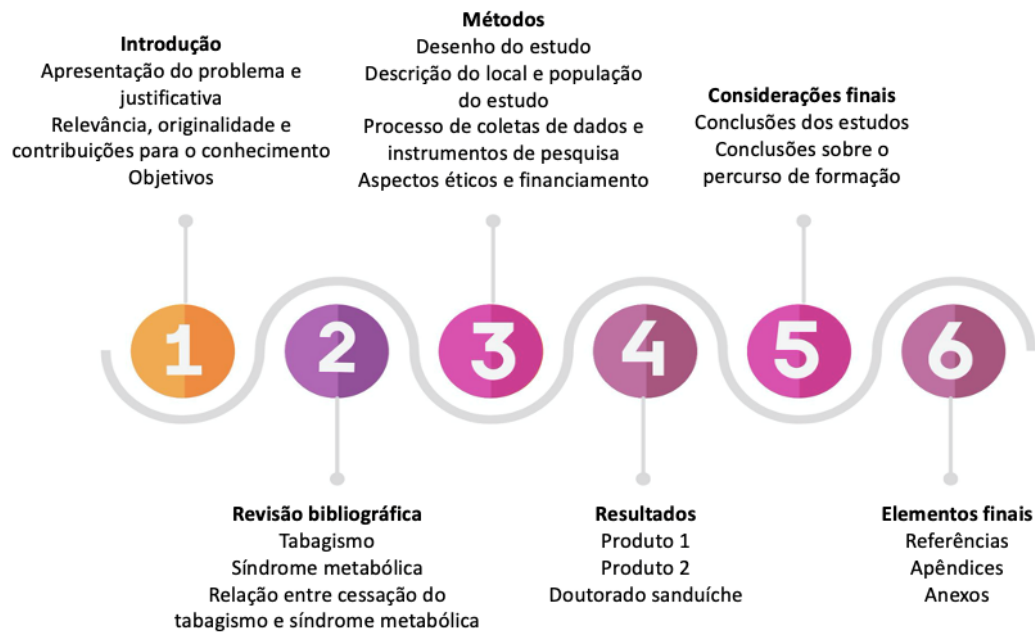 Introdução
Apresentação do problema e
justificativa
Relevância, originalidade e
contribuições para o conhecimento
Objetivos
Métodos
Desenho do estudo
Descrição do local e população
do estudo
Processo de coletas de dados e
instrumentos de pesquisa
Aspectos éticos e financiamento
Considerações finais
Conclusões dos estudos
Conclusões sobre o
percurso de formação
1
2
3
4
5
6
Revisão bibliográfica
Tabagismo
Síndrome metabólica
Relação entre cessação do
tabagismo e síndrome metabólica
Resultados
Produto 1
Produto 2
Doutorado sanduíche
Elementos finais
Referências
Apêndices
Anexos